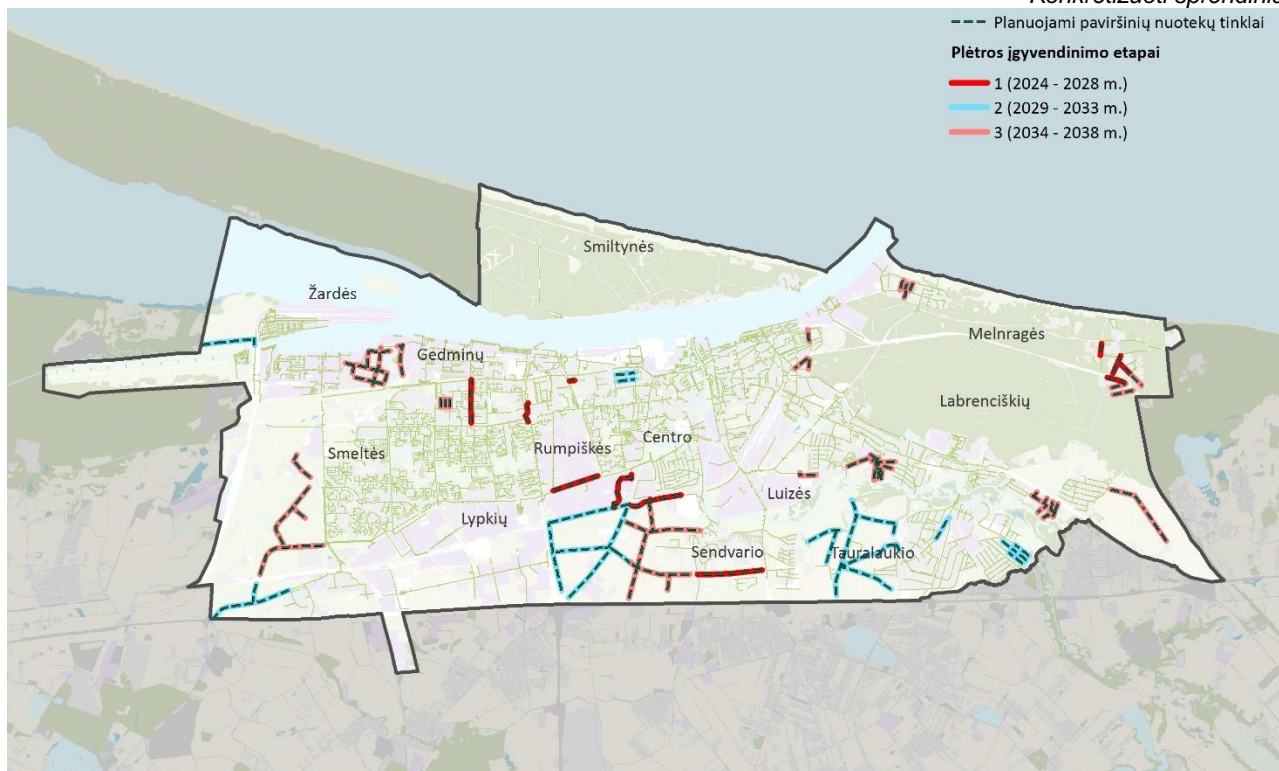 Planuojami paviršinių nuotekų tinklai
Plėtros įgyvendinimo etapai
1 (2024 - 2028 m.)
2 (2029 - 2033 m.)
3 (2034 - 2038 m.)
Smiltynės
Žardės
Melnragės
Gedminų
Labrenciškių
Centro
Rumpiškės
Smeltės
Luizės
Lypkių
Sendvario
Tauralaukio